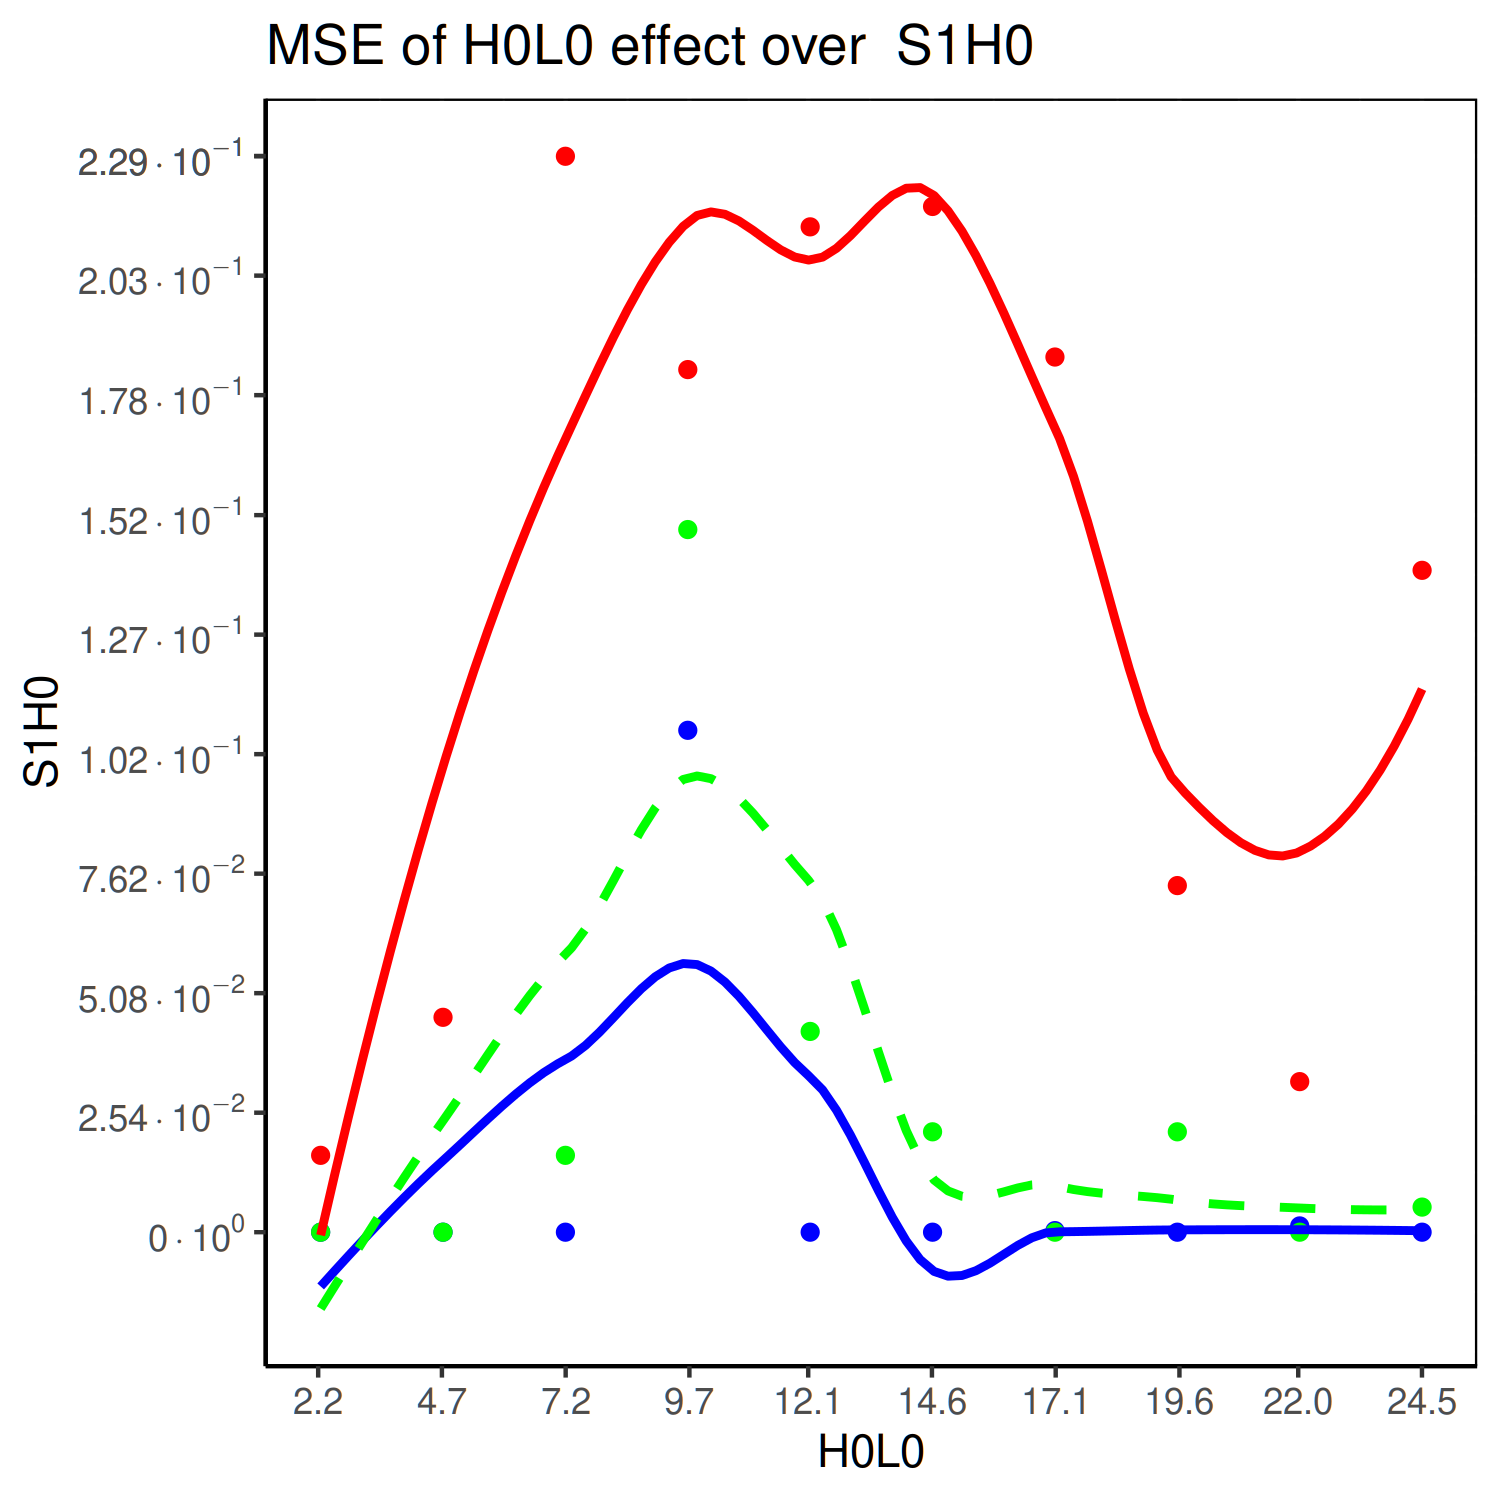 MSE of H0L0 effect over  S1H0
2.29 · 10⁻¹
2.03 · 10⁻¹
1.78 · 10⁻¹
1.52 · 10⁻¹
1.27 · 10⁻¹
1.02 · 10⁻¹
7.62 · 10⁻²
5.08 · 10⁻²
2.54 · 10⁻²
0 · 10⁰
S1H0
2.2 4.7 7.2 9.7 12.1 14.6 17.1 19.6 22.0 24.5
H0L0